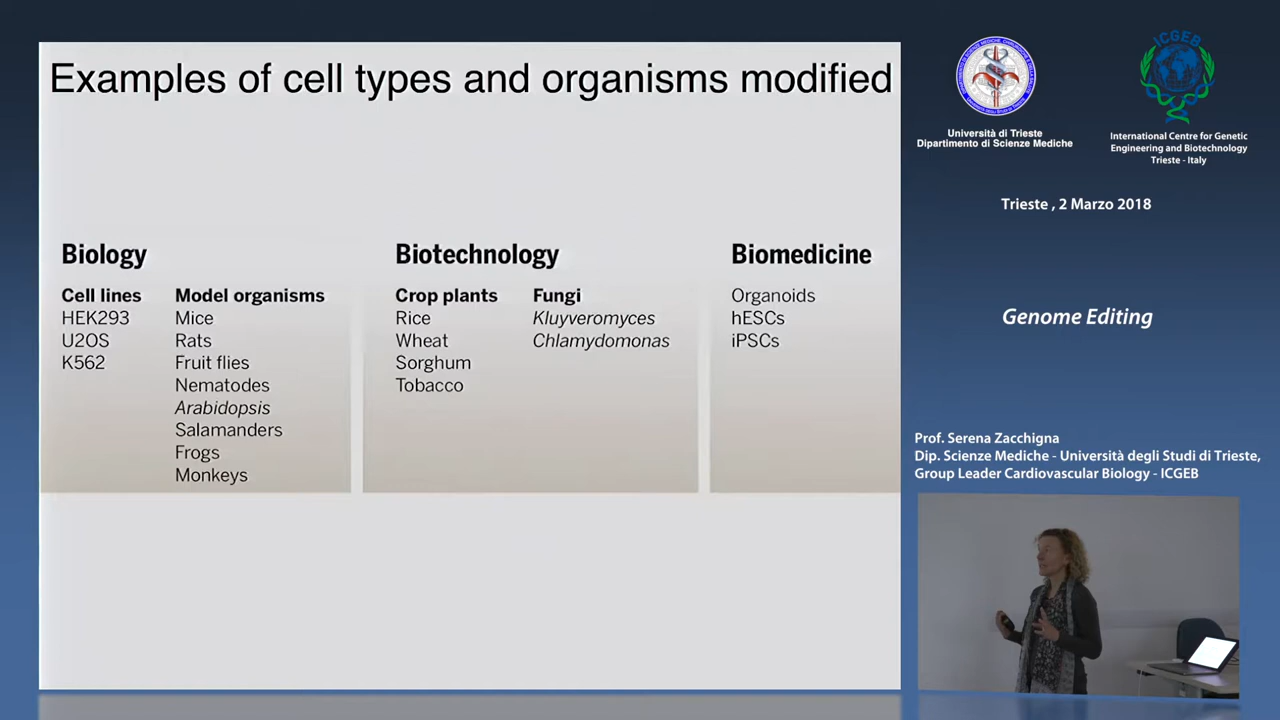 Examples of cell types and organisms modified
Biology
Cell lines
HEK293
U2OS
K562
Model organisms
Mice
Rats
Fruit flies
Nematodes
Arabidopsis
Salamanders
Frogs
Monkeys
Biotechnology
Crop plants
Rice
Wheat
Sorghum
Tobacco
Fungi
Kluyveromyces
Chlamydomonas
Biomedicine
Organoids
hESCs
iPSCs
Università di Trieste
Dipartimento di Scienze Mediche
ICGEB
International Centre for Genetic
Engineering and Biotechnology
Trieste - Italy
Trieste , 2 Marzo 2018
Genome Editing
Prof. Serena Zacchigna
Dip. Scienze Mediche - Università degli Studi di Trieste,
Group Leader Cardiovascular Biology - ICGEB